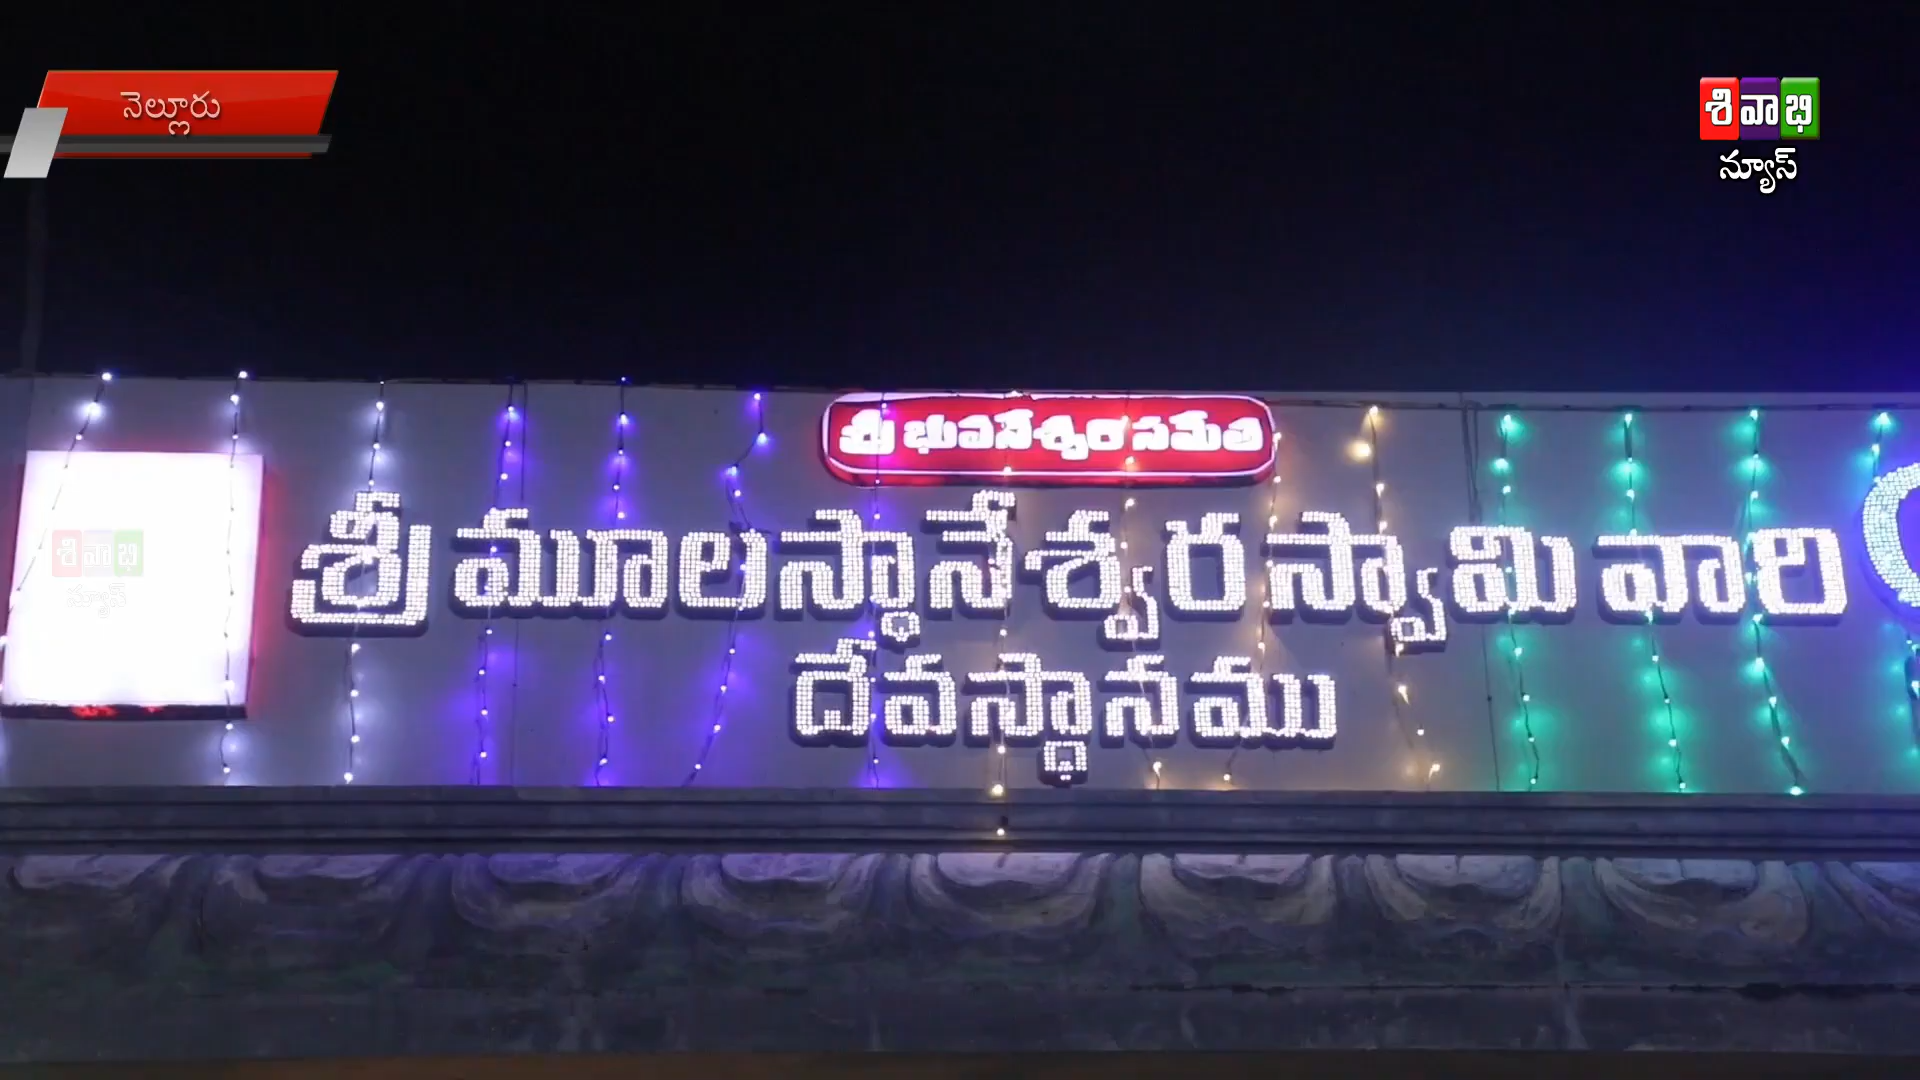 నెల్లూరు
శివాభి
న్యూస్
శ్రీ భువనేశ్వరి సమేత
శ్రీ మూలస్థానేశ్వరస్వామి వారి
దేవస్థానము
శివాభి
న్యూస్